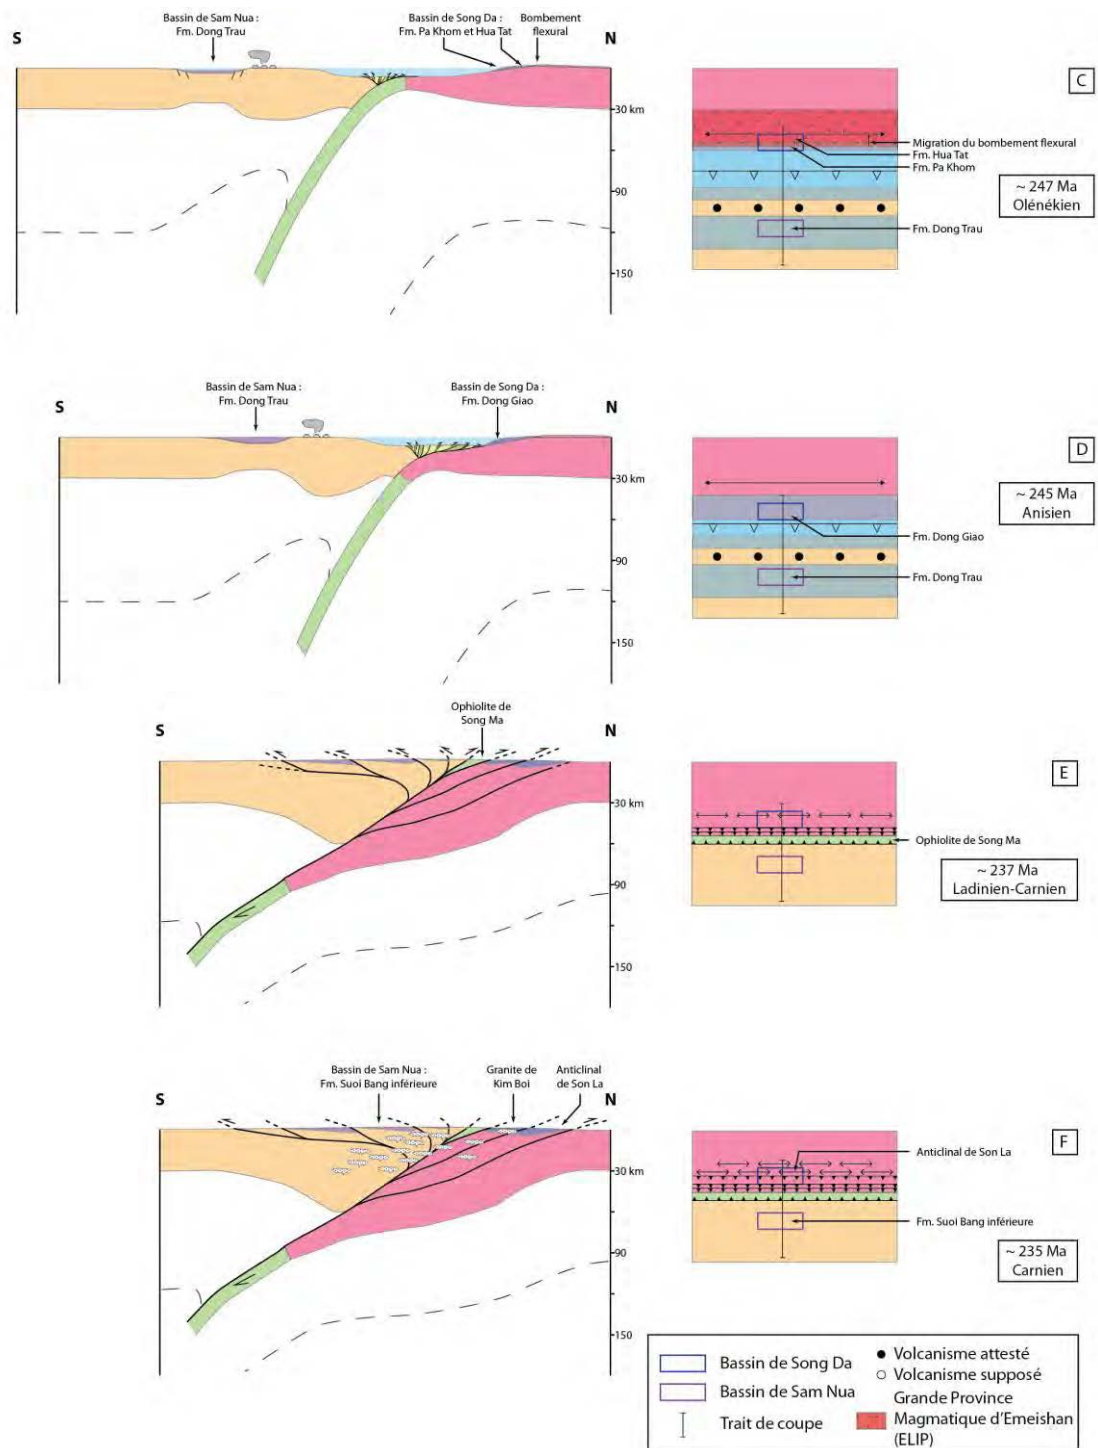 Bassin de Sam Nua :
Fm. Dong Trau
Bassin de Song Da :
Fm. Pa Khom et Hua Tat
Bombement
flexural
S
N
30 km
90
150
C
Migration du bombement flexural
Fm. Hua Tat
Fm. Pa Khom
~ 247 Ma
Olénékien
Fm. Dong Trau
Bassin de Sam Nua :
Fm. Dong Trau
Bassin de Song Da :
Fm. Dong Giao
S
N
30 km
90
150
D
~ 245 Ma
Anisien
Fm. Dong Giao
Fm. Dong Trau
Ophiolite de
Song Ma
S
N
30 km
90
150
E
Ophiolite de Song Ma
~ 237 Ma
Ladinien-Carnien
Bassin de Sam Nua :
Fm. Suoi Bang inférieure
Granite de
Kim Boi
Anticlinal
de Son La
S
N
30 km
90
150
F
Anticlinal de Son La
Fm. Suoi Bang inférieure
~ 235 Ma
Carnien
Bassin de Song Da
Bassin de Sam Nua
Trait de coupe
Volcanisme attesté
Volcanisme supposé
Grande Province
Magmatique d'Emeishan
(ELIP)